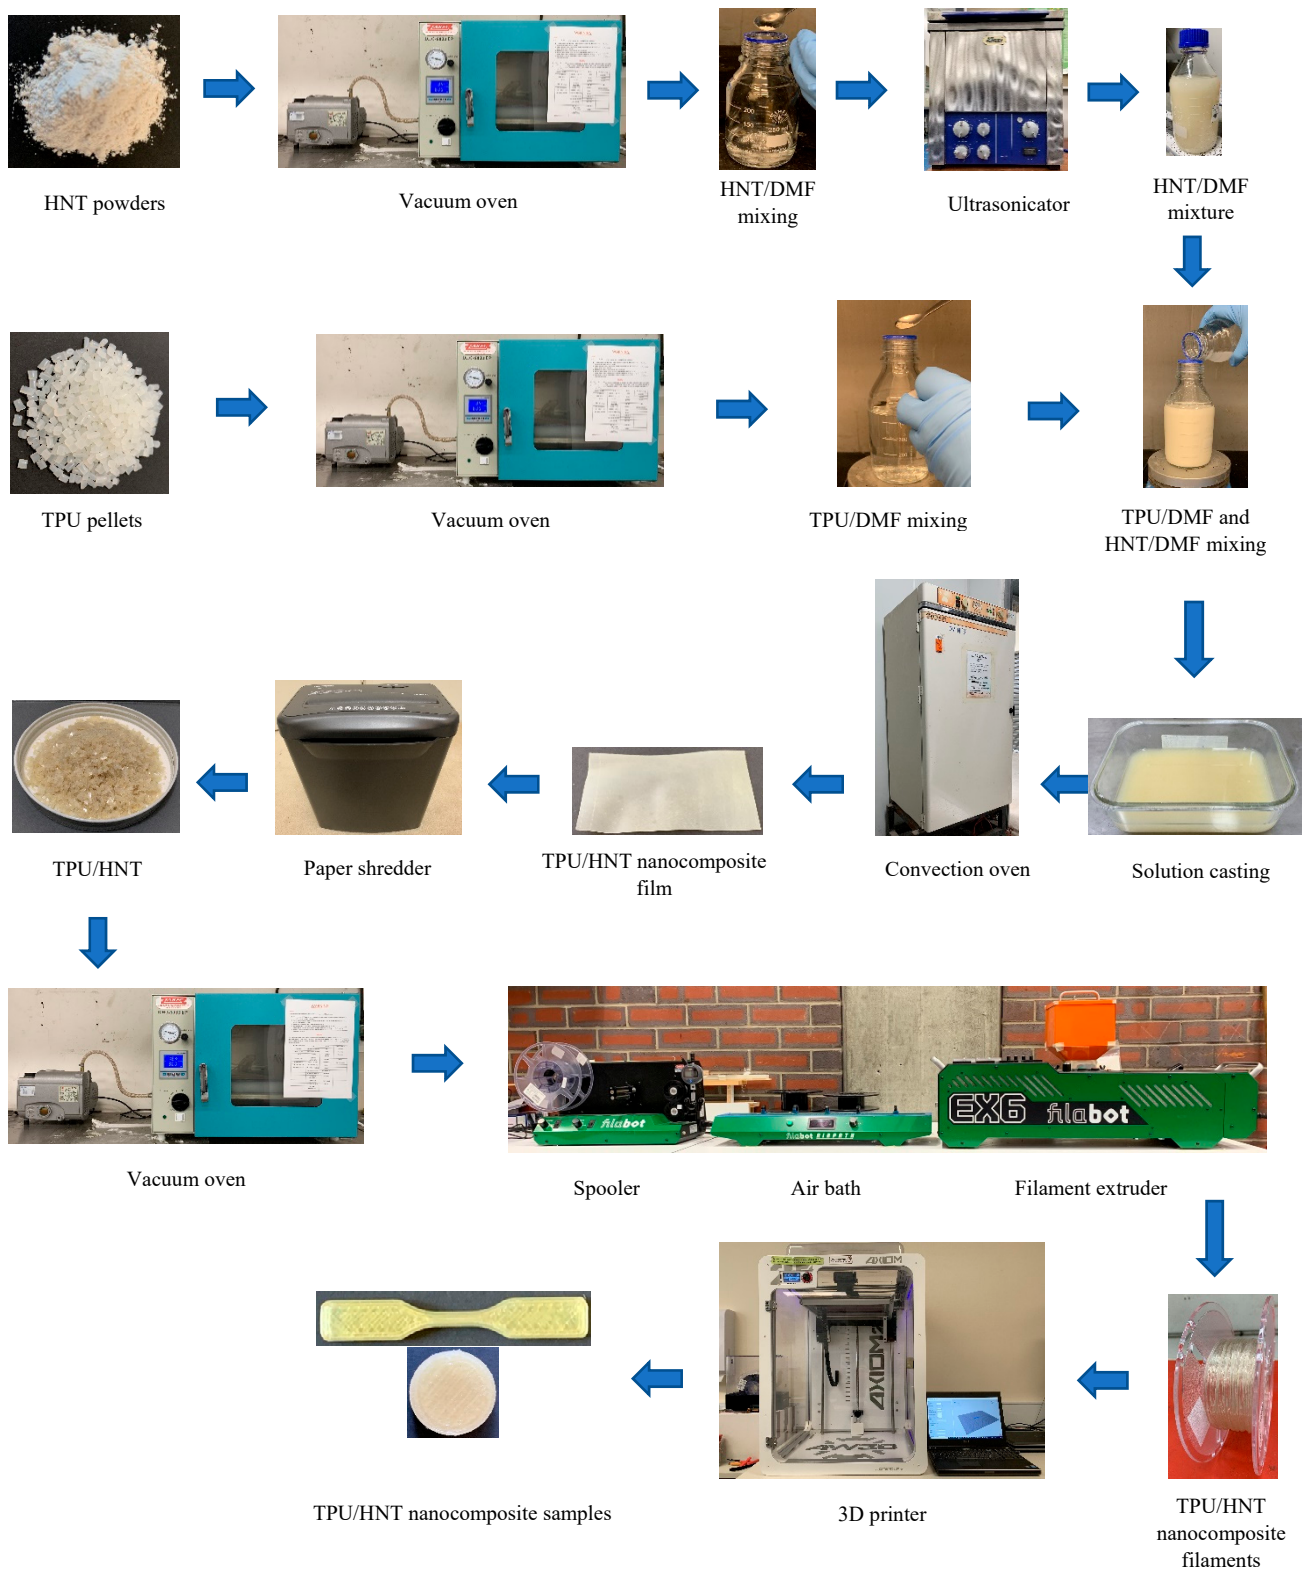 HNT powders
Vacuum oven
HNT/DMF
mixing
Ultrasonicator
HNT/DMF
mixture
TPU pellets
Vacuum oven
TPU/DMF mixing
TPU/DMF and
HNT/DMF mixing
TPU/HNT
Paper shredder
TPU/HNT nanocomposite
film
Convection oven
Solution casting
Vacuum oven
filabot
filabot AIRPATH
EX6 filabot
Spooler
Air bath
Filament extruder
AXIOM
AXIOM
TPU/HNT nanocomposite samples
3D printer
TPU/HNT
nanocomposite
filaments